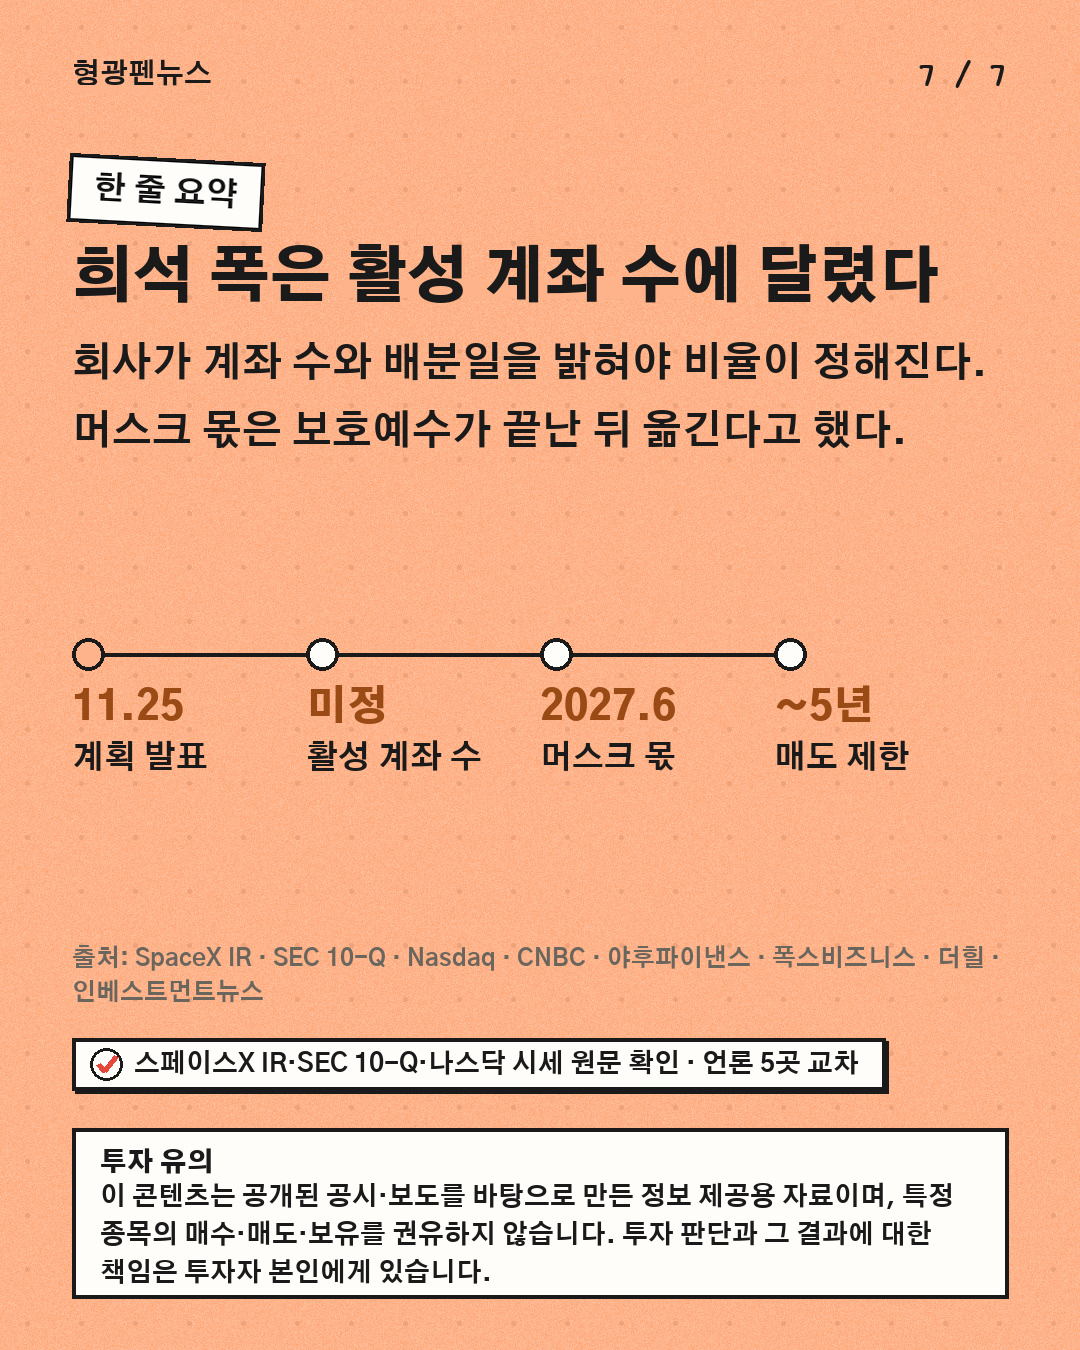 형광펜뉴스
7 / 7
한 줄 요약
희석 폭은 활성 계좌 수에 달렸다
회사가 계좌 수와 배분일을 밝혀야 비율이 정해진다.
머스크 몫은 보호예수가 끝난 뒤 옮긴다고 했다.
11.25
계획 발표
미정
활성 계좌 수
2027.6
머스크 몫
~5년
매도 제한
출처: SpaceX IR · SEC 10-Q · Nasdaq · CNBC · 야후파이낸스 · 폭스비즈니스 · 더힐 ·
인베스트먼트뉴스
스페이스X IR·SEC 10-Q·나스닥 시세 원문 확인 · 언론 5곳 교차
투자 유의
이 콘텐츠는 공개된 공시·보도를 바탕으로 만든 정보 제공용 자료이며, 특정
종목의 매수·매도·보유를 권유하지 않습니다. 투자 판단과 그 결과에 대한
책임은 투자자 본인에게 있습니다.